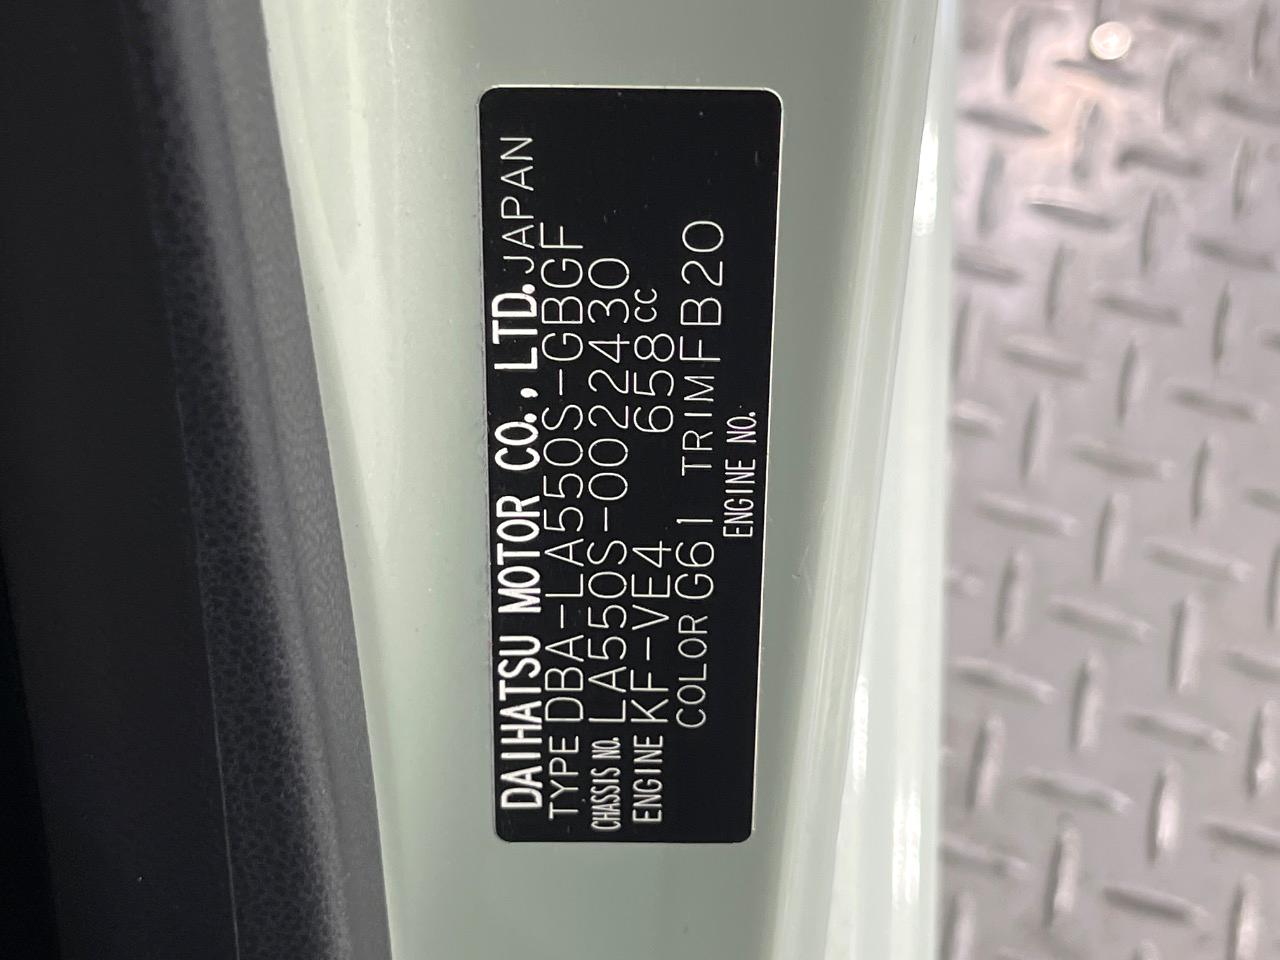 DAIHATSU MOTOR CO., LTD. JAPAN
TYPE DBA-LA550S-GBGF
CHASSIS NO. LA550S-0022430
ENGINE KF-VE4 658cc
COLOR G61 TRIM FB20
ENGINE NO.